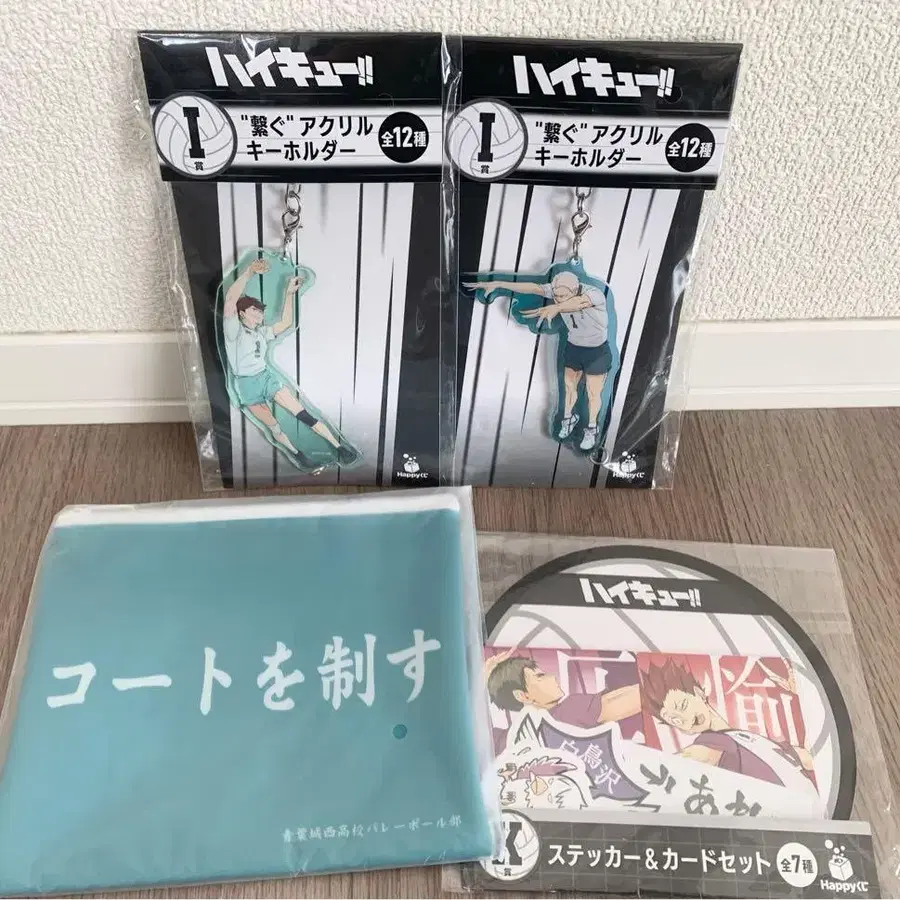 ハイキュー!!
I
賞
"繋ぐ"アクリル
キーホルダー
全12種
Happyくじ
ハイキュー!!
I
賞
"繋ぐ"アクリル
キーホルダー
全12種
Happyくじ
コートを制す
青葉城西高校バレーボール部
ハイキュー!!
白鳥沢
K
賞
ステッカー&カードセット
全7種
Happyくじ